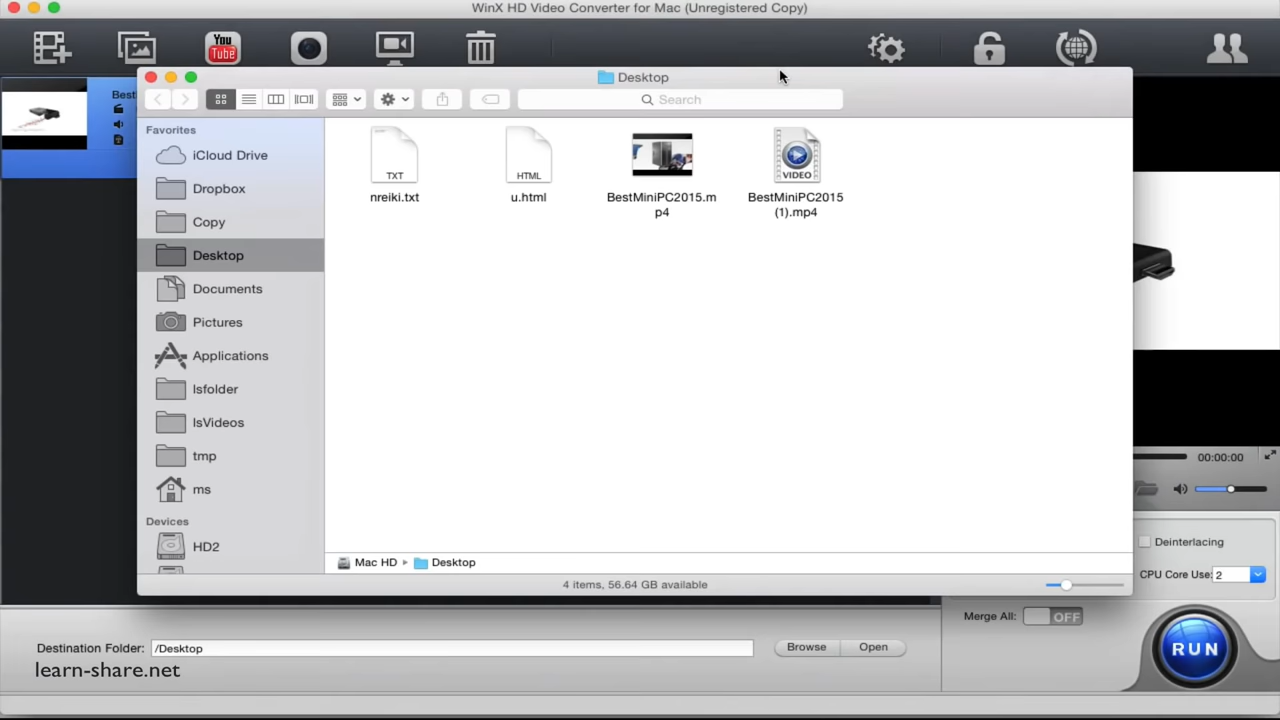 WinX HD Video Converter for Mac (Unregistered Copy)
You
Tube
Best
Desktop
Search
Favorites
iCloud Drive
Dropbox
Copy
Desktop
Documents
Pictures
Applications
lsfolder
lsVideos
tmp
ms
Devices
HD2
TXT
nreiki.txt
HTML
u.html
BestMiniPC2015.m
p4
VIDEO
BestMiniPC2015
(1).mp4
Mac HD
Desktop
4 items, 56.64 GB available
00:00:00
Deinterlacing
CPU Core Use: 2
Merge All: OFF
RUN
Destination Folder: /Desktop
Browse
Open
learn-share.net